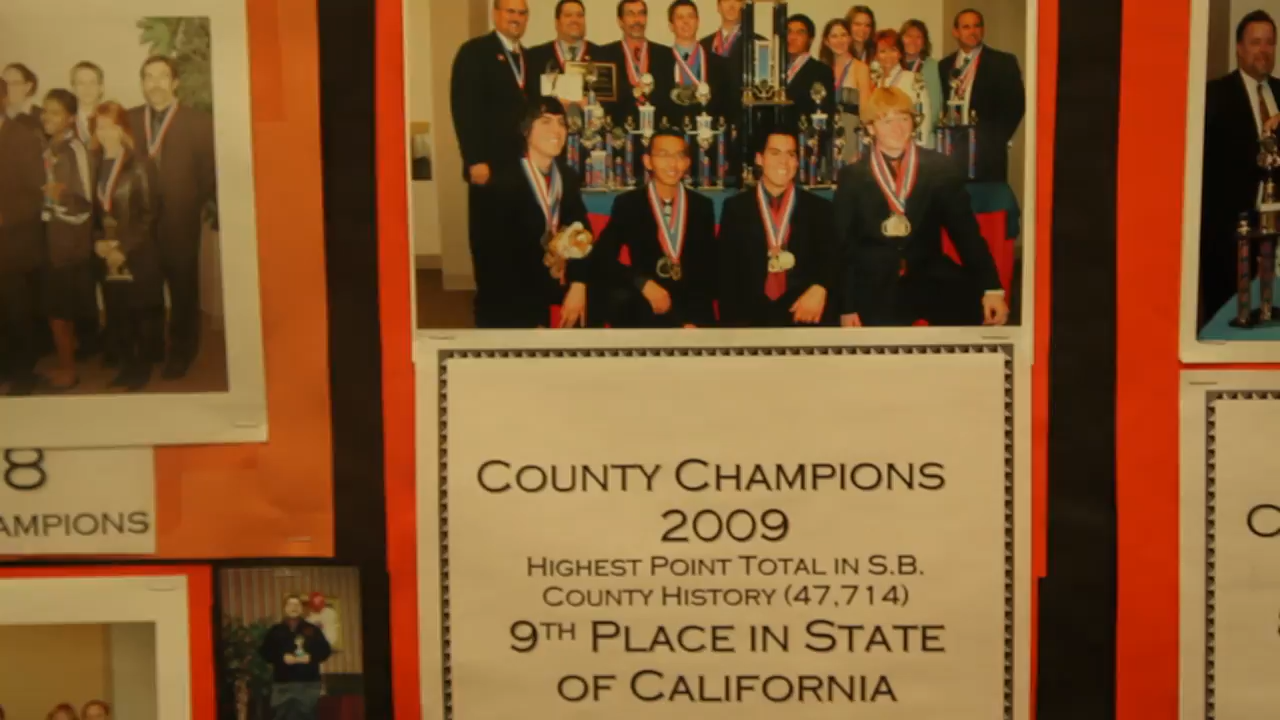 8
AMPIONS
COUNTY CHAMPIONS
2009
HIGHEST POINT TOTAL IN S.B.
COUNTY HISTORY (47,714)
9TH PLACE IN STATE
OF CALIFORNIA
C